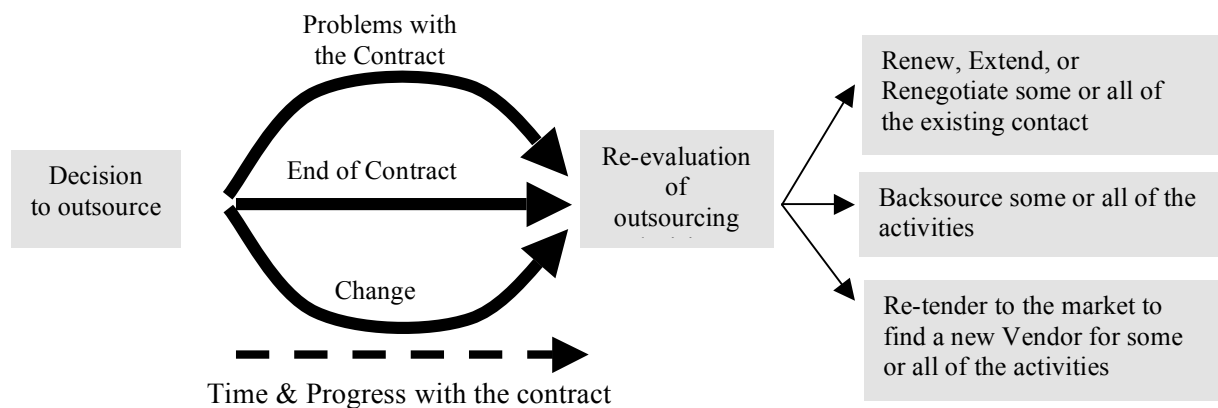 Problems with
the Contract
Decision
to outsource
End of Contract
Change
Time & Progress with the contract
Re-evaluation
of
outsourcing
Renew, Extend, or
Renegotiate some or all of
the existing contact
Backsource some or all of the
activities
Re-tender to the market to
find a new Vendor for some
or all of the activities